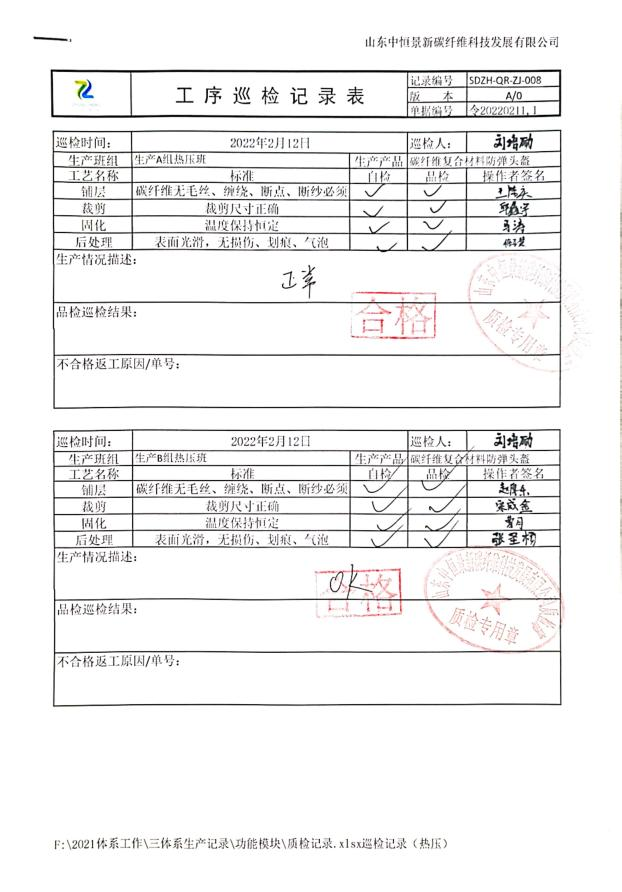 山东中恒景新碳纤维科技发展有限公司
工序巡检记录表
记录编号 SDZH-QR-ZJ-008
版 本 A/0
单据编号 令20220211,1
巡检时间: 2022年2月12日 巡检人: 刘培励
生产班组 生产A组热压班 生产产品 碳纤维复合材料防弹头盔
工艺名称 标准 自检 品检 操作者签名
铺层 碳纤维无毛丝、缠绕、断点、断纱必须 ✓ ✓
裁剪 裁剪尺寸正确 ✓ ✓
固化 温度保持恒定 ✓ ✓ 马涛
后处理 表面光滑，无损伤、划痕、气泡 ✓ ✓
生产情况描述:
正常
品检巡检结果:
合格
质检专用章
不合格返工原因/单号:
巡检时间: 2022年2月12日 巡检人: 刘培励
生产班组 生产B组热压班 生产产品 碳纤维复合材料防弹头盔
工艺名称 标准 自检 品检 操作者签名
铺层 碳纤维无毛丝、缠绕、断点、断纱必须 ✓ ✓
裁剪 裁剪尺寸正确 ✓ ✓ 宋成金
固化 温度保持恒定 ✓ ✓
后处理 表面光滑，无损伤、划痕、气泡 ✓ ✓
生产情况描述:
OK
合格
质检专用章
品检巡检结果:
不合格返工原因/单号:
F:\2021体系工作\三体系生产记录\功能模块\质检记录.xlsx巡检记录（热压）